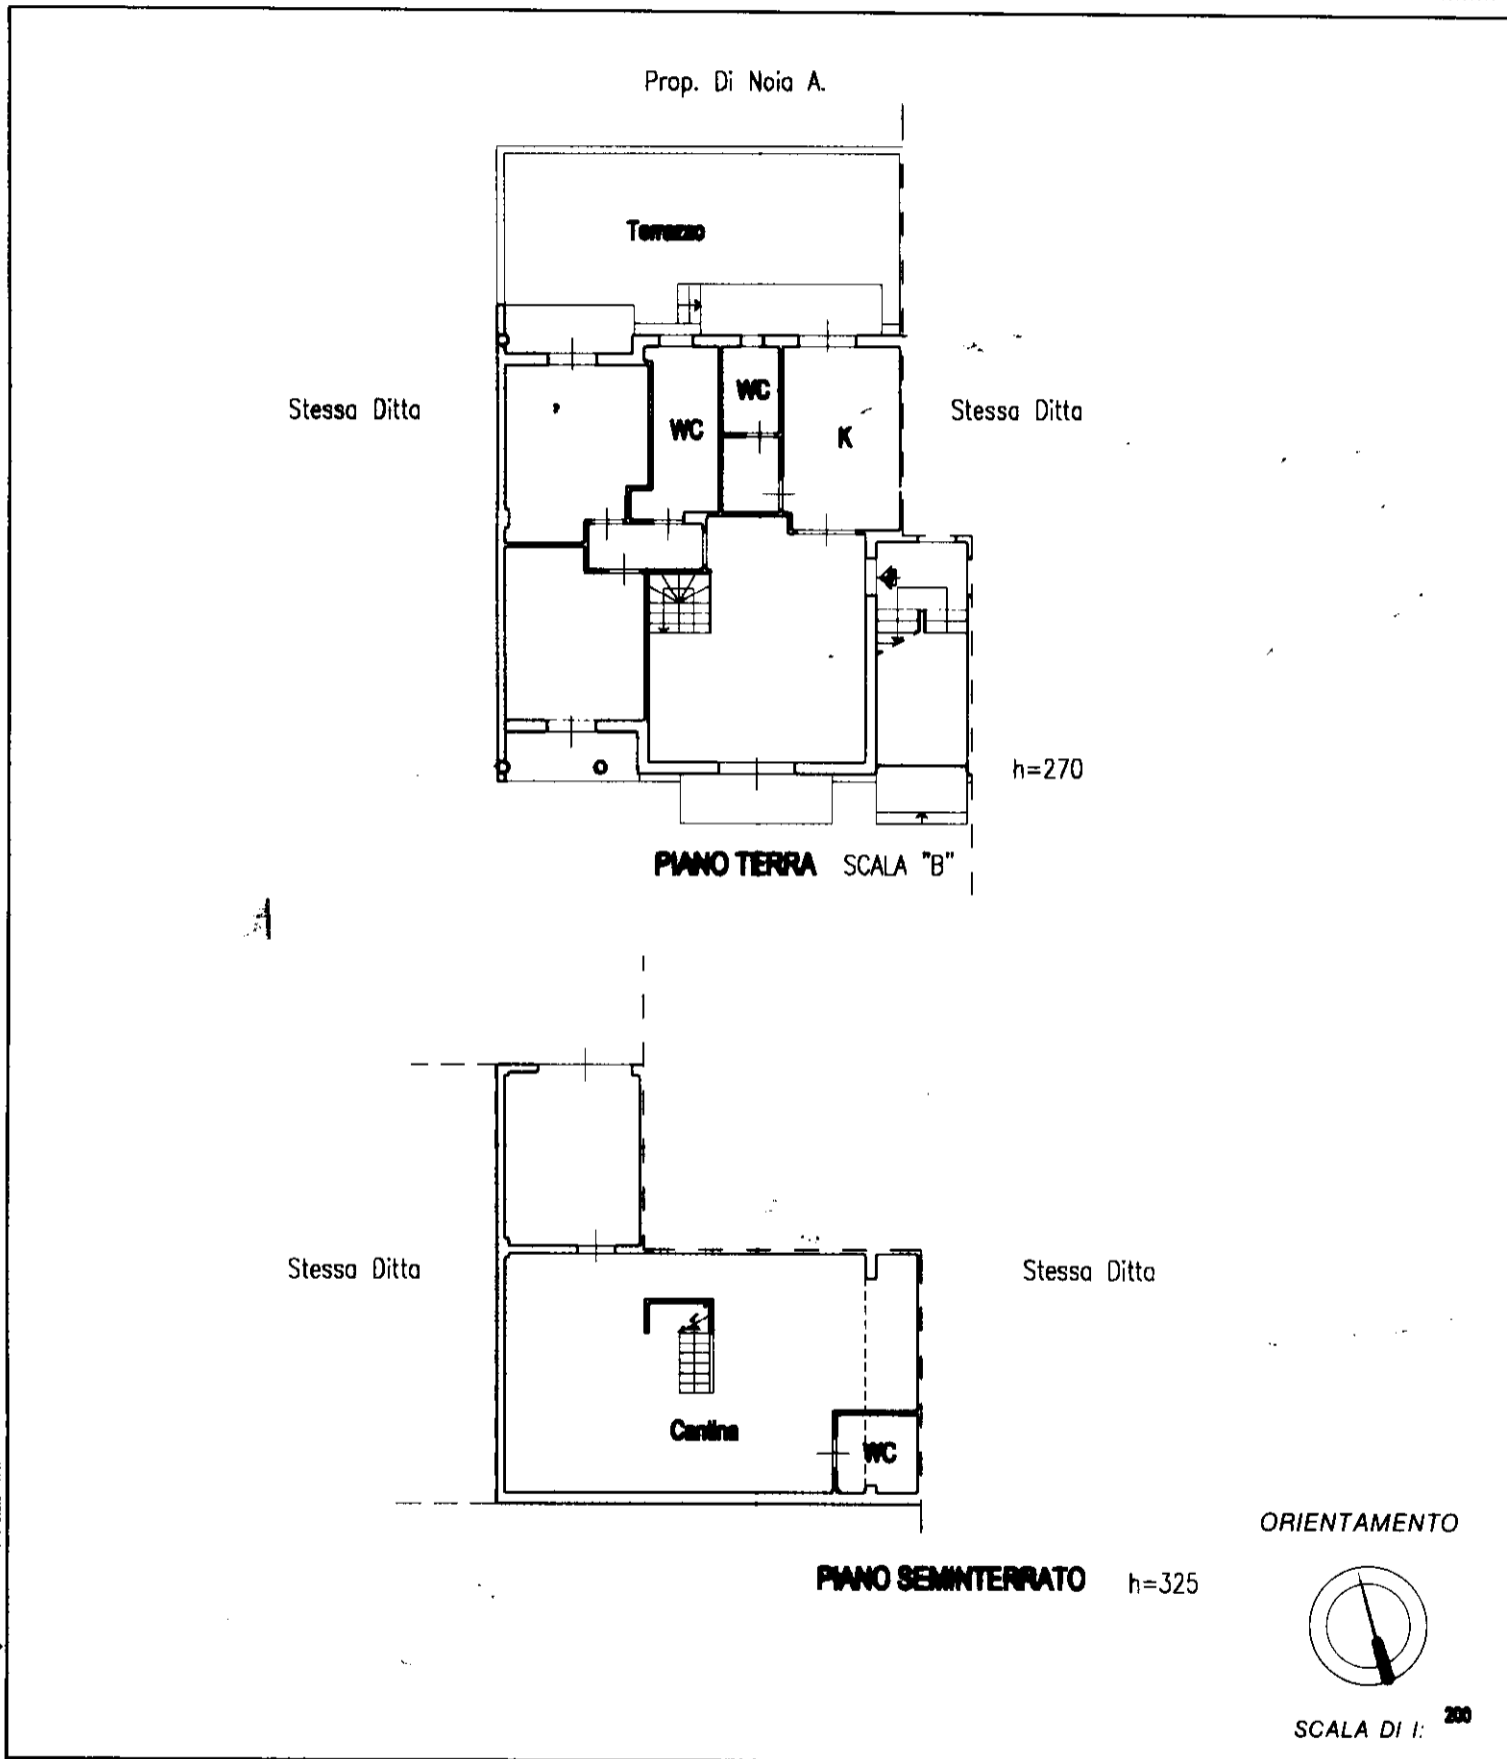 Prop. Di Noia A.
Terrazzo
Stessa Ditta
WC
WC
K
Stessa Ditta
h=270
PIANO TERRA SCALA "B"
Stessa Ditta
Stessa Ditta
Cantina
WC
ORIENTAMENTO
PIANO SEMINTERRATO h=325
SCALA DI I: 200